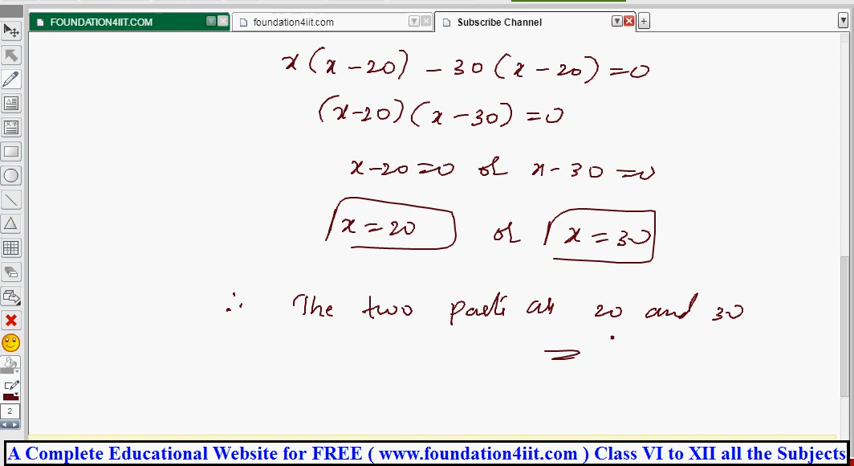 FOUNDATION4IIT.COM
foundation4iit.com
Subscribe Channel
x(x-20) - 30(x-20) = 0
(x-20)(x-30) = 0
x-20=0 or x-30=0
x=20 or x=30
∴ The two parts are 20 and 30
2
A Complete Educational Website for FREE ( www.foundation4iit.com ) Class VI to XII all the Subjects